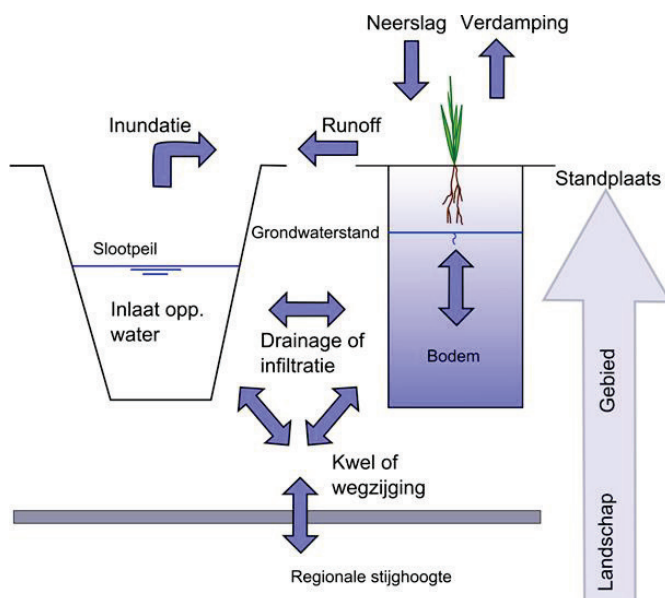 Neerslag Verdamping
Inundatie
Runoff
Standplaats
Slootpeil
Grondwaterstand
Inlaat opp.
water
Drainage of
infiltratie
Bodem
Gebied
Kwel of
wegzijging
Landschap
Regionale stijghoogte